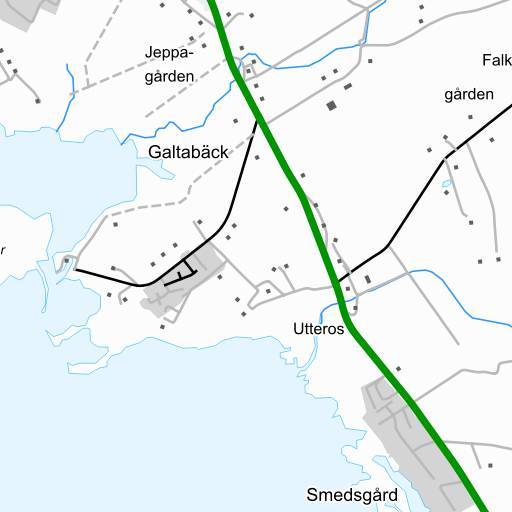 Jeppa-
gården
Falk
gården
Galtabäck
r
Utteros
Smedsgård